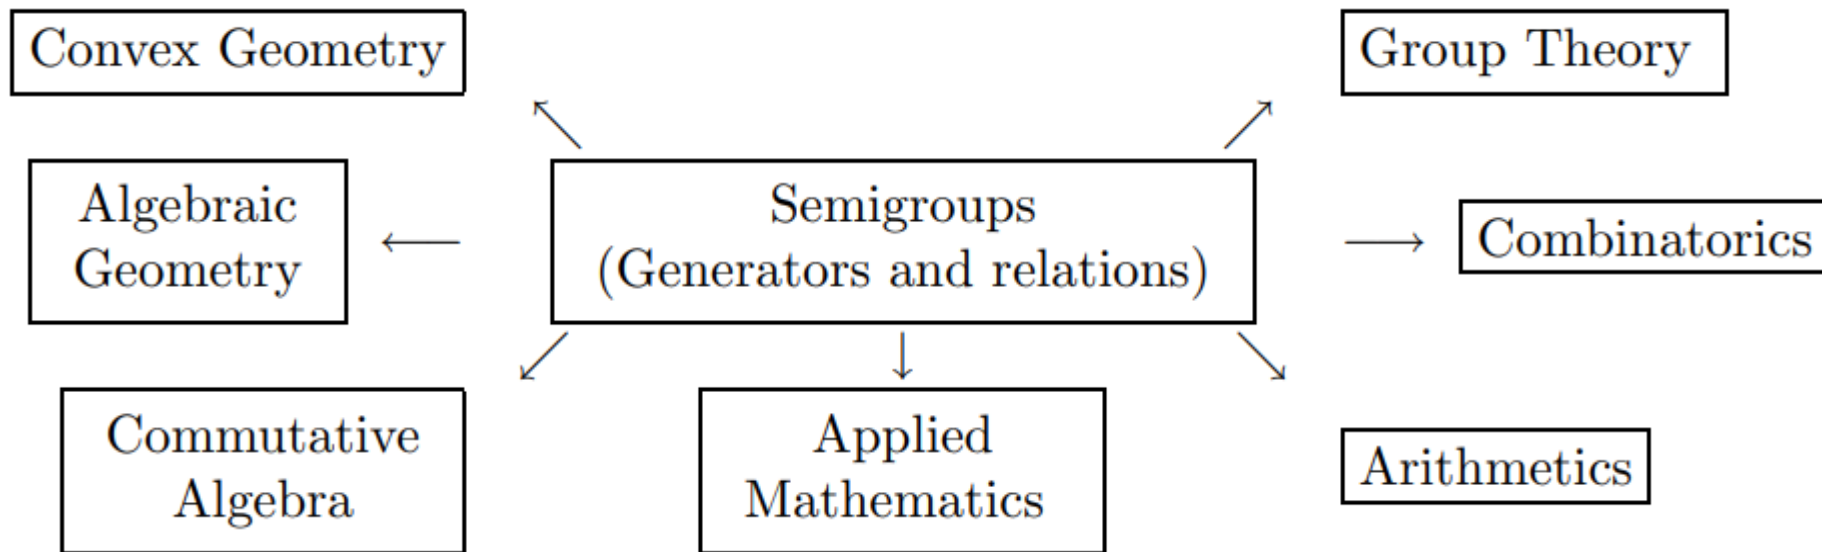 Convex Geometry
Group Theory
Algebraic
Geometry
Semigroups
(Generators and relations)
Combinatorics
Commutative
Algebra
Applied
Mathematics
Arithmetics